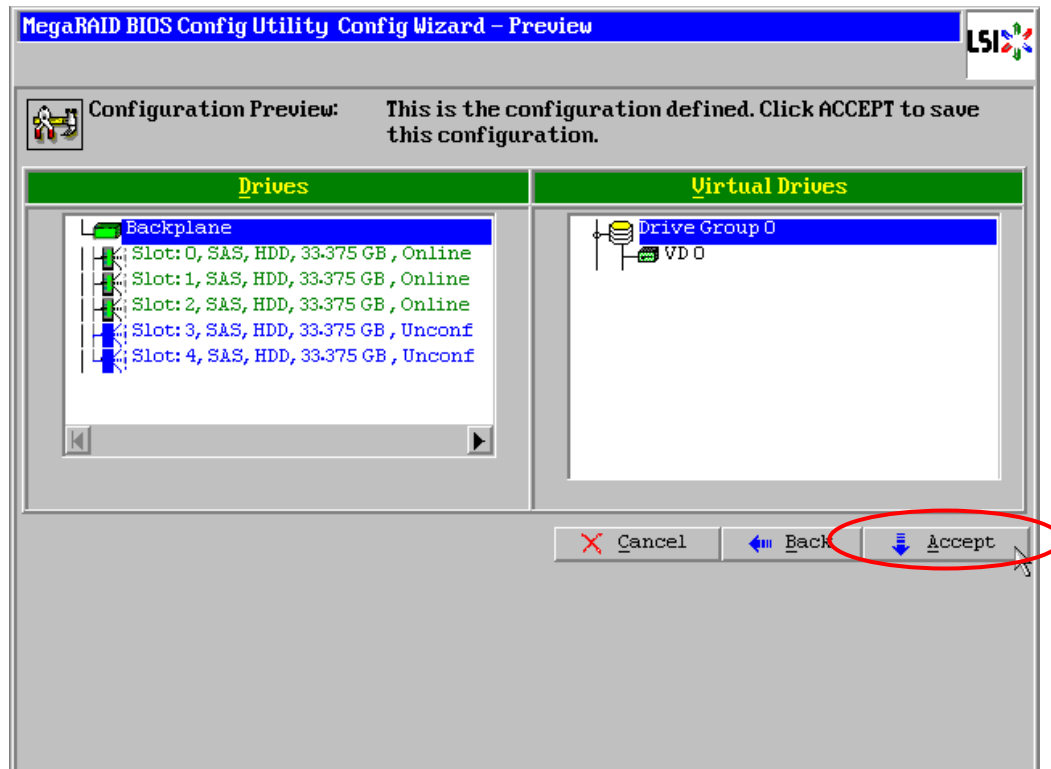 MegaRAID BIOS Config Utility Config Wizard – Preview
LSI
Configuration Preview:
This is the configuration defined. Click ACCEPT to save
this configuration.
Drives
Backplane
Slot: 0, SAS, HDD, 33.375 GB , Online
Slot: 1, SAS, HDD, 33.375 GB , Online
Slot: 2, SAS, HDD, 33.375 GB , Online
Slot: 3, SAS, HDD, 33.375 GB , Unconf
Slot: 4, SAS, HDD, 33.375 GB , Unconf
Virtual Drives
Drive Group 0
VD 0
Cancel
Back
Accept